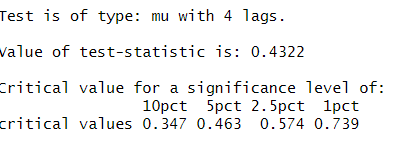 Test is of type: mu with 4 lags.
Value of test-statistic is: 0.4322
Critical value for a significance level of:
10pct 5pct 2.5pct 1pct
critical values 0.347 0.463 0.574 0.739